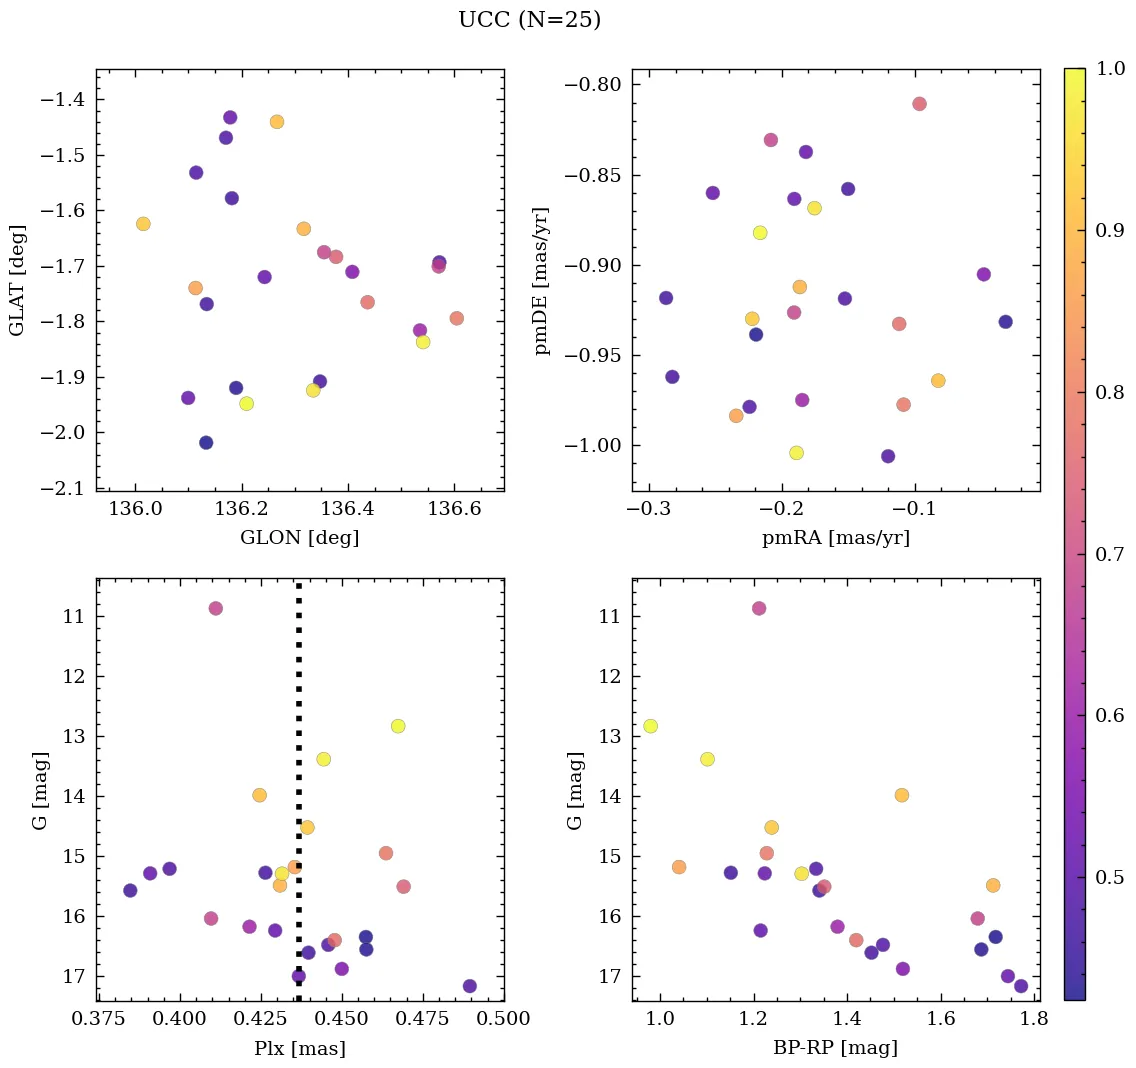 UCC (N=25)
−1.4
−1.5
−1.6
−1.7
−1.8
−1.9
−2.0
−2.1
GLAT [deg]
136.0 136.2 136.4 136.6
GLON [deg]
−0.80
−0.85
−0.90
−0.95
−1.00
pmDE [mas/yr]
−0.3 −0.2 −0.1
pmRA [mas/yr]
11
12
13
14
15
16
17
G [mag]
0.375 0.400 0.425 0.450 0.475 0.500
Plx [mas]
11
12
13
14
15
16
17
G [mag]
1.0 1.2 1.4 1.6 1.8
BP-RP [mag]
1.0
0.9
0.8
0.7
0.6
0.5